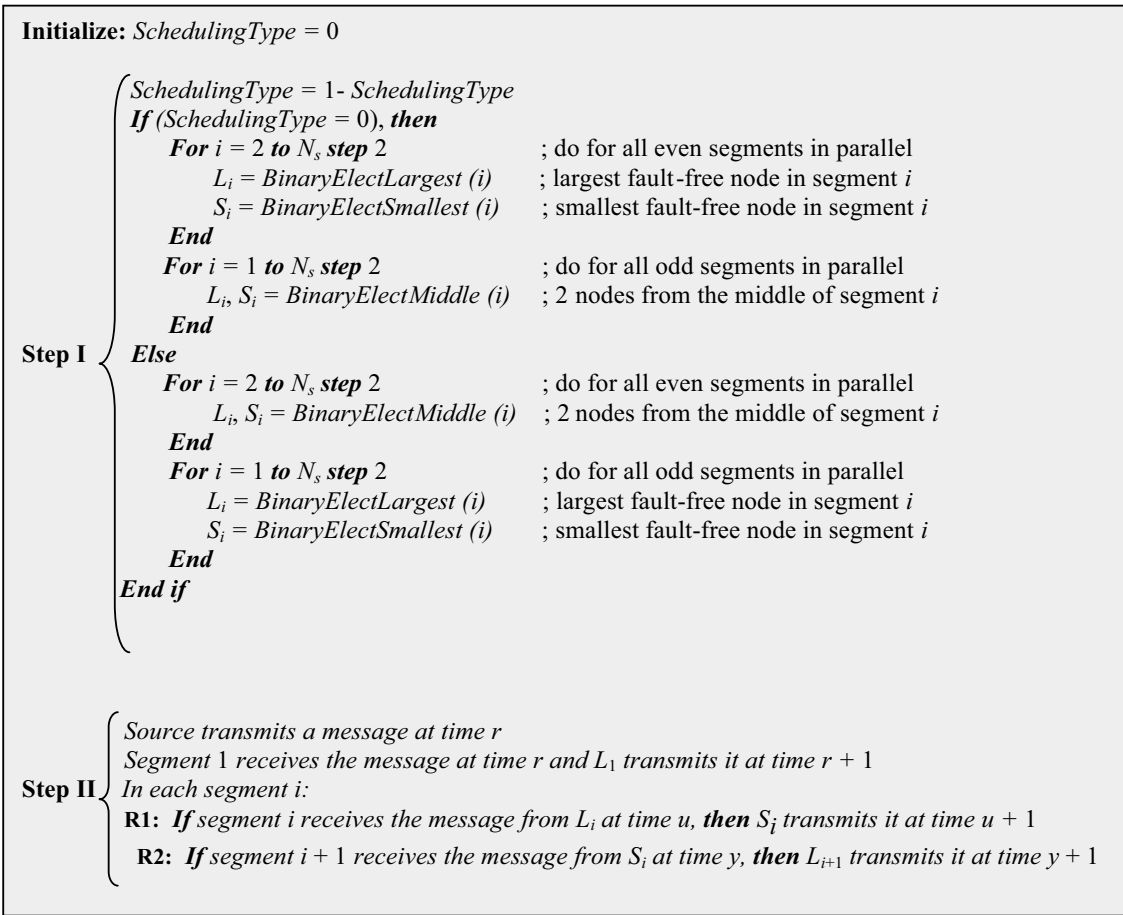 Initialize: SchedulingType = 0
SchedulingType = 1- SchedulingType
If (SchedulingType = 0), then
For i = 2 to Ns step 2 ; do for all even segments in parallel
Li = BinaryElectLargest (i) ; largest fault-free node in segment i
Si = BinaryElectSmallest (i) ; smallest fault-free node in segment i
End
For i = 1 to Ns step 2 ; do for all odd segments in parallel
Li, Si = BinaryElectMiddle (i) ; 2 nodes from the middle of segment i
End
Step I Else
For i = 2 to Ns step 2 ; do for all even segments in parallel
Li, Si = BinaryElectMiddle (i) ; 2 nodes from the middle of segment i
End
For i = 1 to Ns step 2 ; do for all odd segments in parallel
Li = BinaryElectLargest (i) ; largest fault-free node in segment i
Si = BinaryElectSmallest (i) ; smallest fault-free node in segment i
End
End if
Source transmits a message at time r
Segment 1 receives the message at time r and L1 transmits it at time r + 1
Step II In each segment i:
R1: If segment i receives the message from Li at time u, then Si transmits it at time u + 1
R2: If segment i + 1 receives the message from Si at time y, then Li+1 transmits it at time y + 1